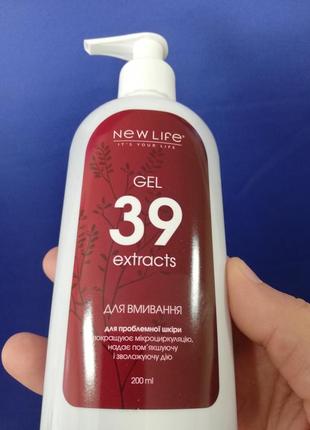 NEW LIFE®
IT'S YOUR LIFE
GEL
39
extracts
ДЛЯ ВМИВАННЯ
для проблемної шкіри
покращує мікроциркуляцію,
надає пом'якшуючу
і зволожуючу дію
200 ml